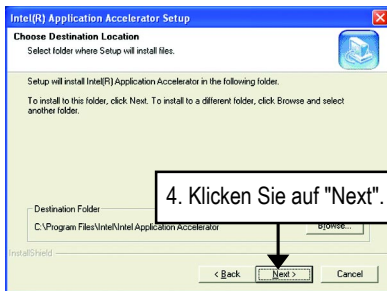 Intel(R) Application Accelerator Setup
Choose Destination Location
Select folder where Setup will install files.
Setup will install Intel(R) Application Accelerator in the following folder.
To install to this folder, click Next. To install to a different folder, click Browse and select
another folder.
4. Klicken Sie auf "Next".
Destination Folder
C:\Program Files\Intel\Intel Application Accelerator
Browse...
InstallShield
< Back
Next >
Cancel